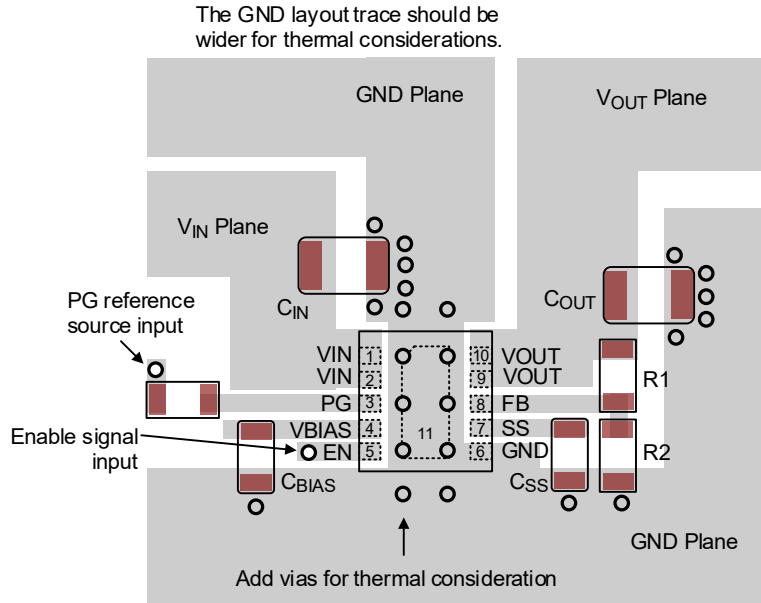 The GND layout trace should be
wider for thermal considerations.
GND Plane
VOUT Plane
VIN Plane
CIN
COUT
PG reference
source input
VIN 1
VIN 2
PG 3
VBIAS 4
EN 5
10 VOUT
9 VOUT
8 FB
7 SS
6 GND
11
R1
R2
Enable signal
input
CBIAS
CSS
GND Plane
Add vias for thermal consideration